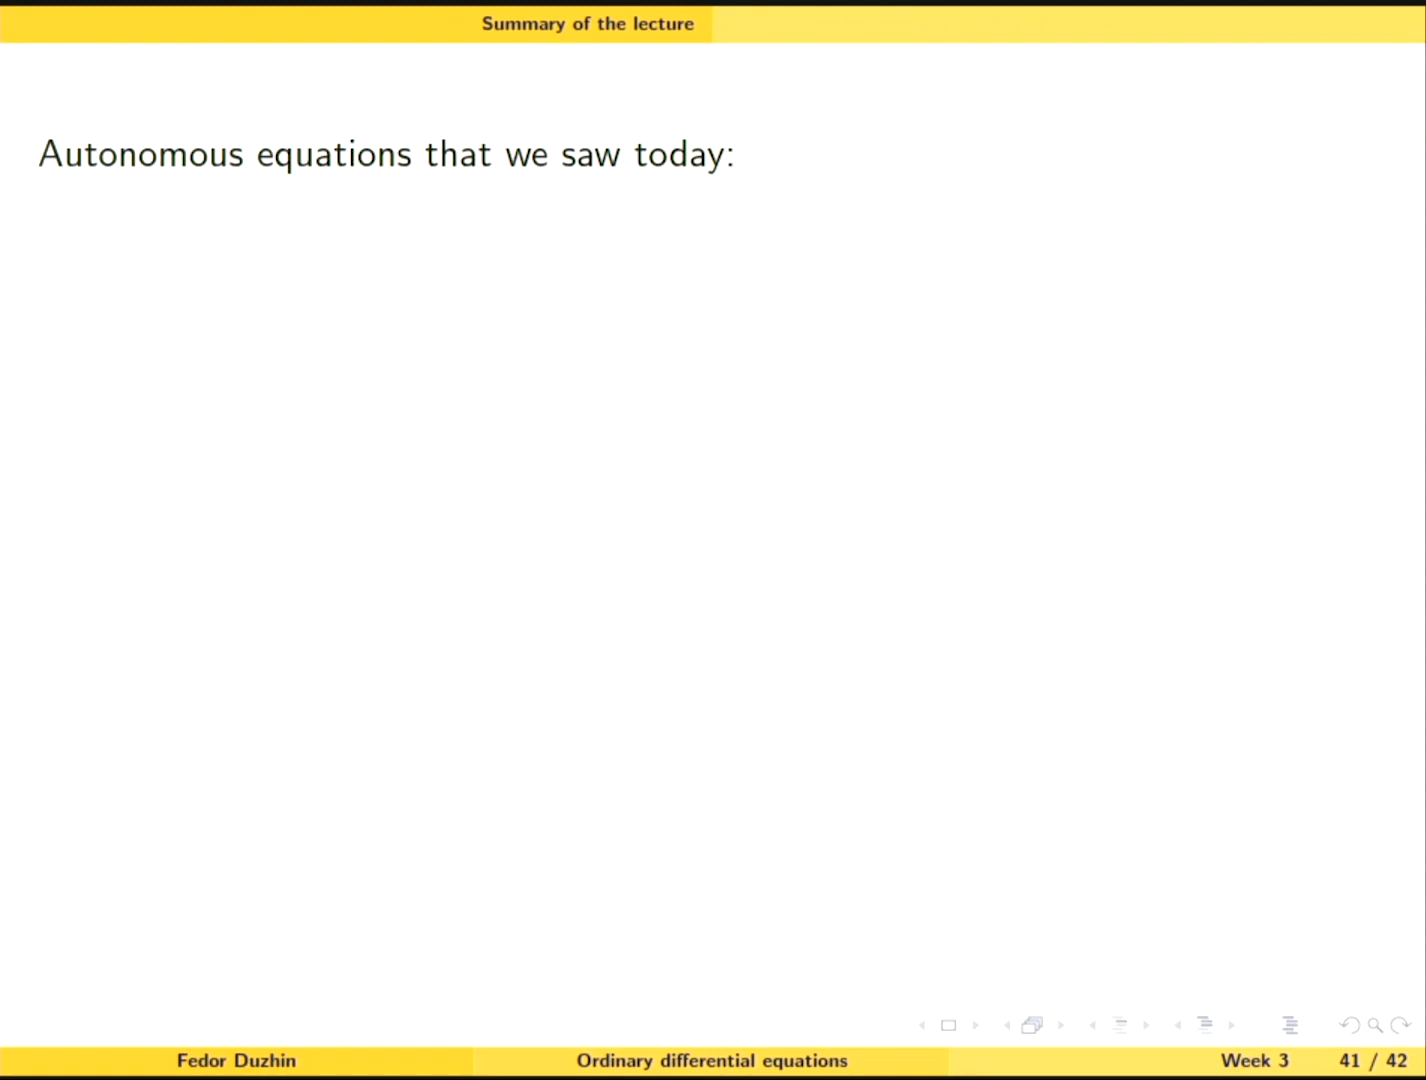 Summary of the lecture
Autonomous equations that we saw today:
Fedor Duzhin
Ordinary differential equations
Week 3
41 / 42